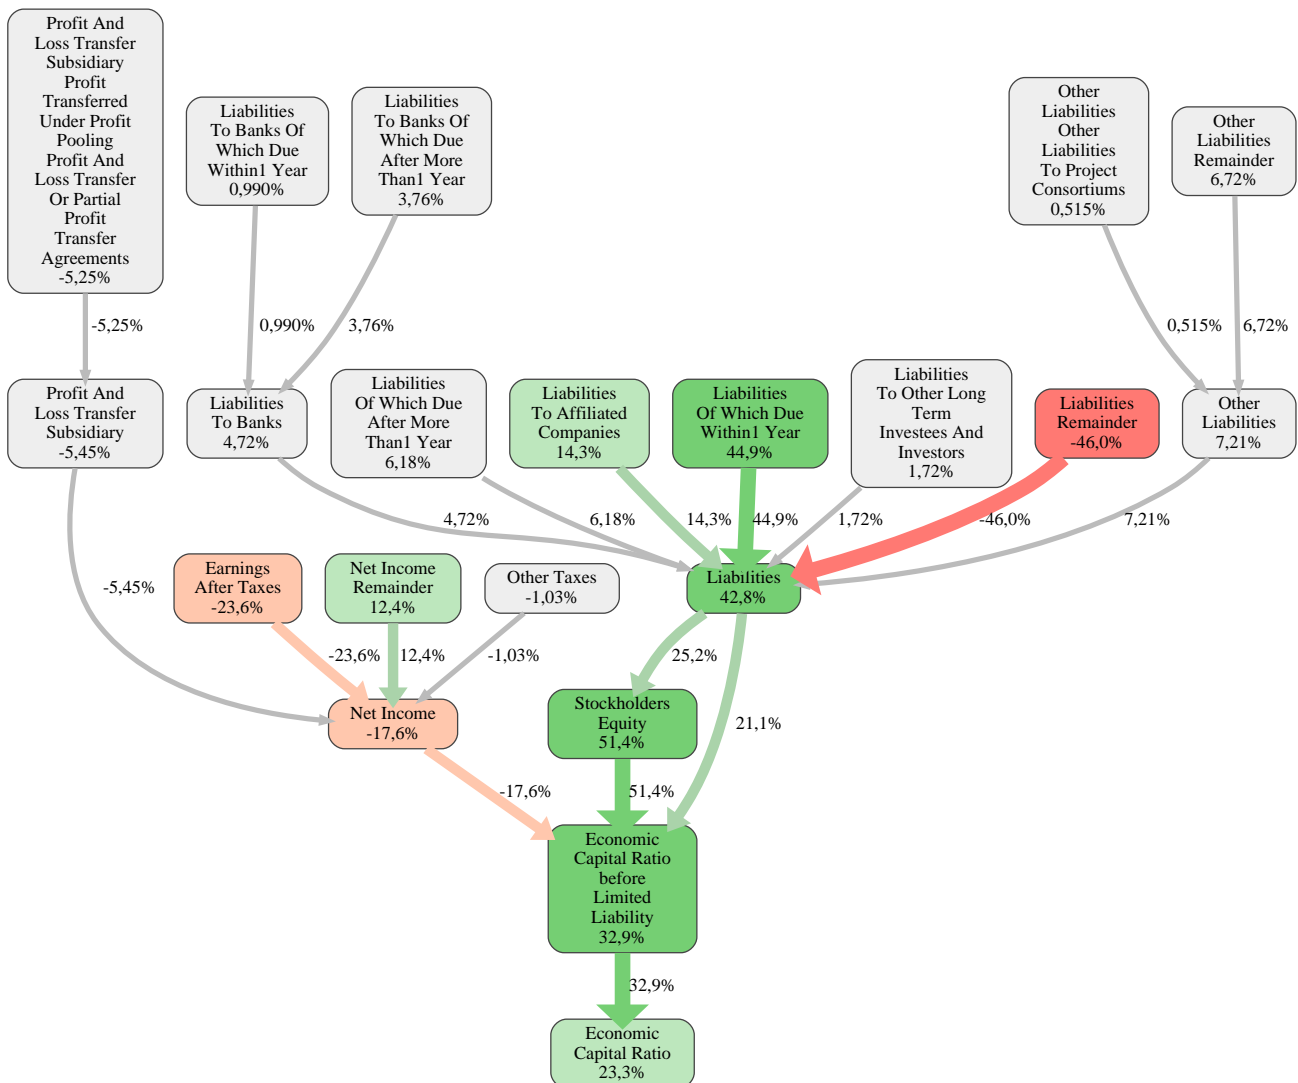 Profit And
Loss Transfer
Subsidiary
Profit
Transferred
Under Profit
Pooling
Profit And
Loss Transfer
Or Partial
Profit
Transfer
Agreements
-5,25%
Liabilities
To Banks Of
Which Due
Within1 Year
0,990%
Liabilities
To Banks Of
Which Due
After More
Than1 Year
3,76%
Other
Liabilities
Other
Liabilities
To Project
Consortiums
0,515%
Other
Liabilities
Remainder
6,72%
-5,25%
0,990%
3,76%
0,515%
6,72%
Profit And
Loss Transfer
Subsidiary
-5,45%
Liabilities
To Banks
4,72%
Liabilities
Of Which Due
After More
Than1 Year
6,18%
Liabilities
To Affiliated
Companies
14,3%
Liabilities
Of Which Due
Within1 Year
44,9%
Liabilities
To Other Long
Term
Investees And
Investors
1,72%
Liabilities
Remainder
-46,0%
Other
Liabilities
7,21%
4,72%
6,18%
14,3%
44,9%
1,72%
-46,0%
7,21%
-5,45%
Earnings
After Taxes
-23,6%
Net Income
Remainder
12,4%
Other Taxes
-1,03%
Liabilities
42,8%
-23,6%
12,4%
-1,03%
25,2%
21,1%
Net Income
-17,6%
Stockholders
Equity
51,4%
-17,6%
51,4%
Economic
Capital Ratio
before
Limited
Liability
32,9%
32,9%
Economic
Capital Ratio
23,3%